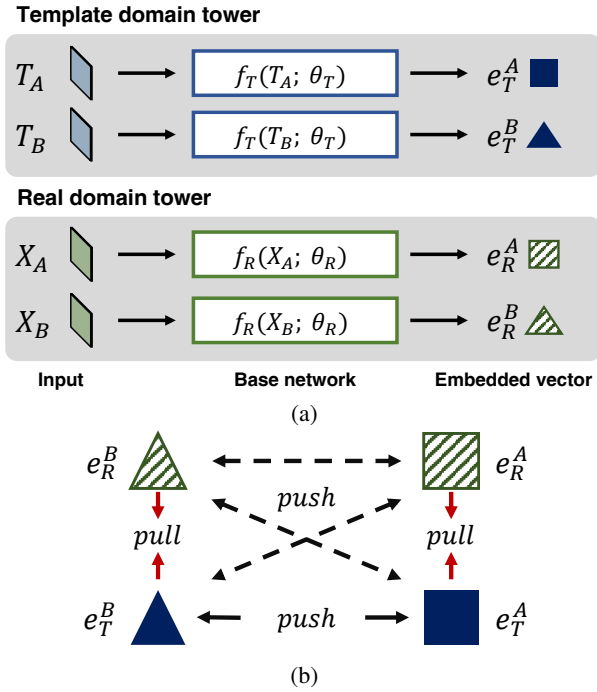 Template domain tower
T_A f_T(T_A; θ_T) e_T^A
T_B f_T(T_B; θ_T) e_T^B
Real domain tower
X_A f_R(X_A; θ_R) e_R^A
X_B f_R(X_B; θ_R) e_R^B
Input Base network Embedded vector
(a)
e_R^B e_R^A
push
pull pull
e_T^B push e_T^A
(b)